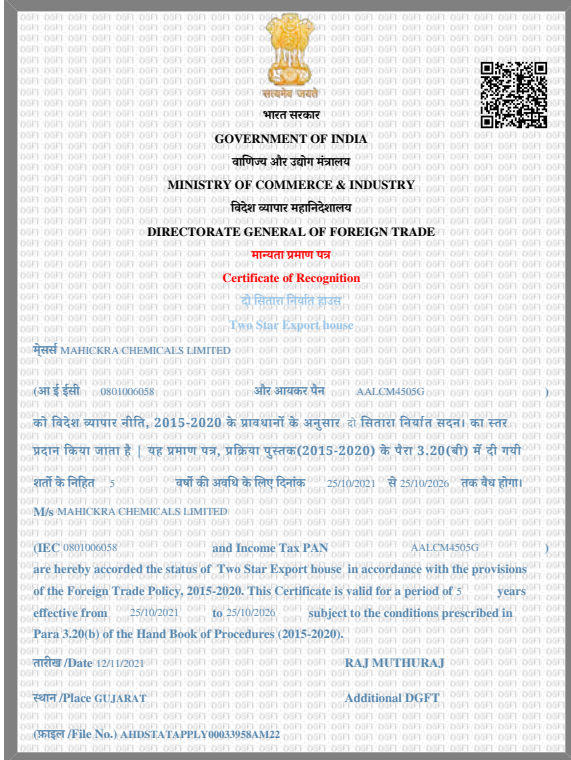 सत्यमेव जयते
भारत सरकार
GOVERNMENT OF INDIA
वाणिज्य और उद्योग मंत्रालय
MINISTRY OF COMMERCE & INDUSTRY
विदेश व्यापार महानिदेशालय
DIRECTORATE GENERAL OF FOREIGN TRADE
मान्यता प्रमाण पत्र
Certificate of Recognition
दो सितारा निर्यात हाउस
Two Star Export house
मेसर्स MAHICKRA CHEMICALS LIMITED
(आ ई ईसी 0801006058 और आयकर पैन AALCM4505G )
को विदेश व्यापार नीति, 2015-2020 के प्रावधानों के अनुसार दो सितारा निर्यात सदन। का स्तर
प्रदान किया जाता है | यह प्रमाण पत्र, प्रक्रिया पुस्तक(2015-2020) के पैरा 3.20(बी) में दी गयी
शर्तो के निहित 5 वर्षो की अवधि के लिए दिनांक 25/10/2021 से 25/10/2026 तक वैध होगा।
M/s MAHICKRA CHEMICALS LIMITED
(IEC 0801006058 and Income Tax PAN AALCM4505G )
are hereby accorded the status of Two Star Export house in accordance with the provisions
of the Foreign Trade Policy, 2015-2020. This Certificate is valid for a period of 5 years
effective from 25/10/2021 to 25/10/2026 subject to the conditions prescribed in
Para 3.20(b) of the Hand Book of Procedures (2015-2020).
तारीख /Date 12/11/2021 RAJ MUTHURAJ
स्थान /Place GUJARAT Additional DGFT
(फ़ाइल /File No.) AHDSTATAPPLY00033958AM22